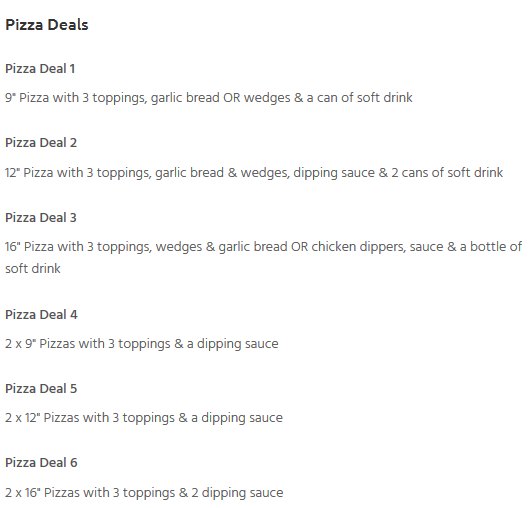 Pizza Deals
Pizza Deal 1
9" Pizza with 3 toppings, garlic bread OR wedges & a can of soft drink
Pizza Deal 2
12" Pizza with 3 toppings, garlic bread & wedges, dipping sauce & 2 cans of soft drink
Pizza Deal 3
16" Pizza with 3 toppings, wedges & garlic bread OR chicken dippers, sauce & a bottle of
soft drink
Pizza Deal 4
2 x 9" Pizzas with 3 toppings & a dipping sauce
Pizza Deal 5
2 x 12" Pizzas with 3 toppings & a dipping sauce
Pizza Deal 6
2 x 16" Pizzas with 3 toppings & 2 dipping sauce